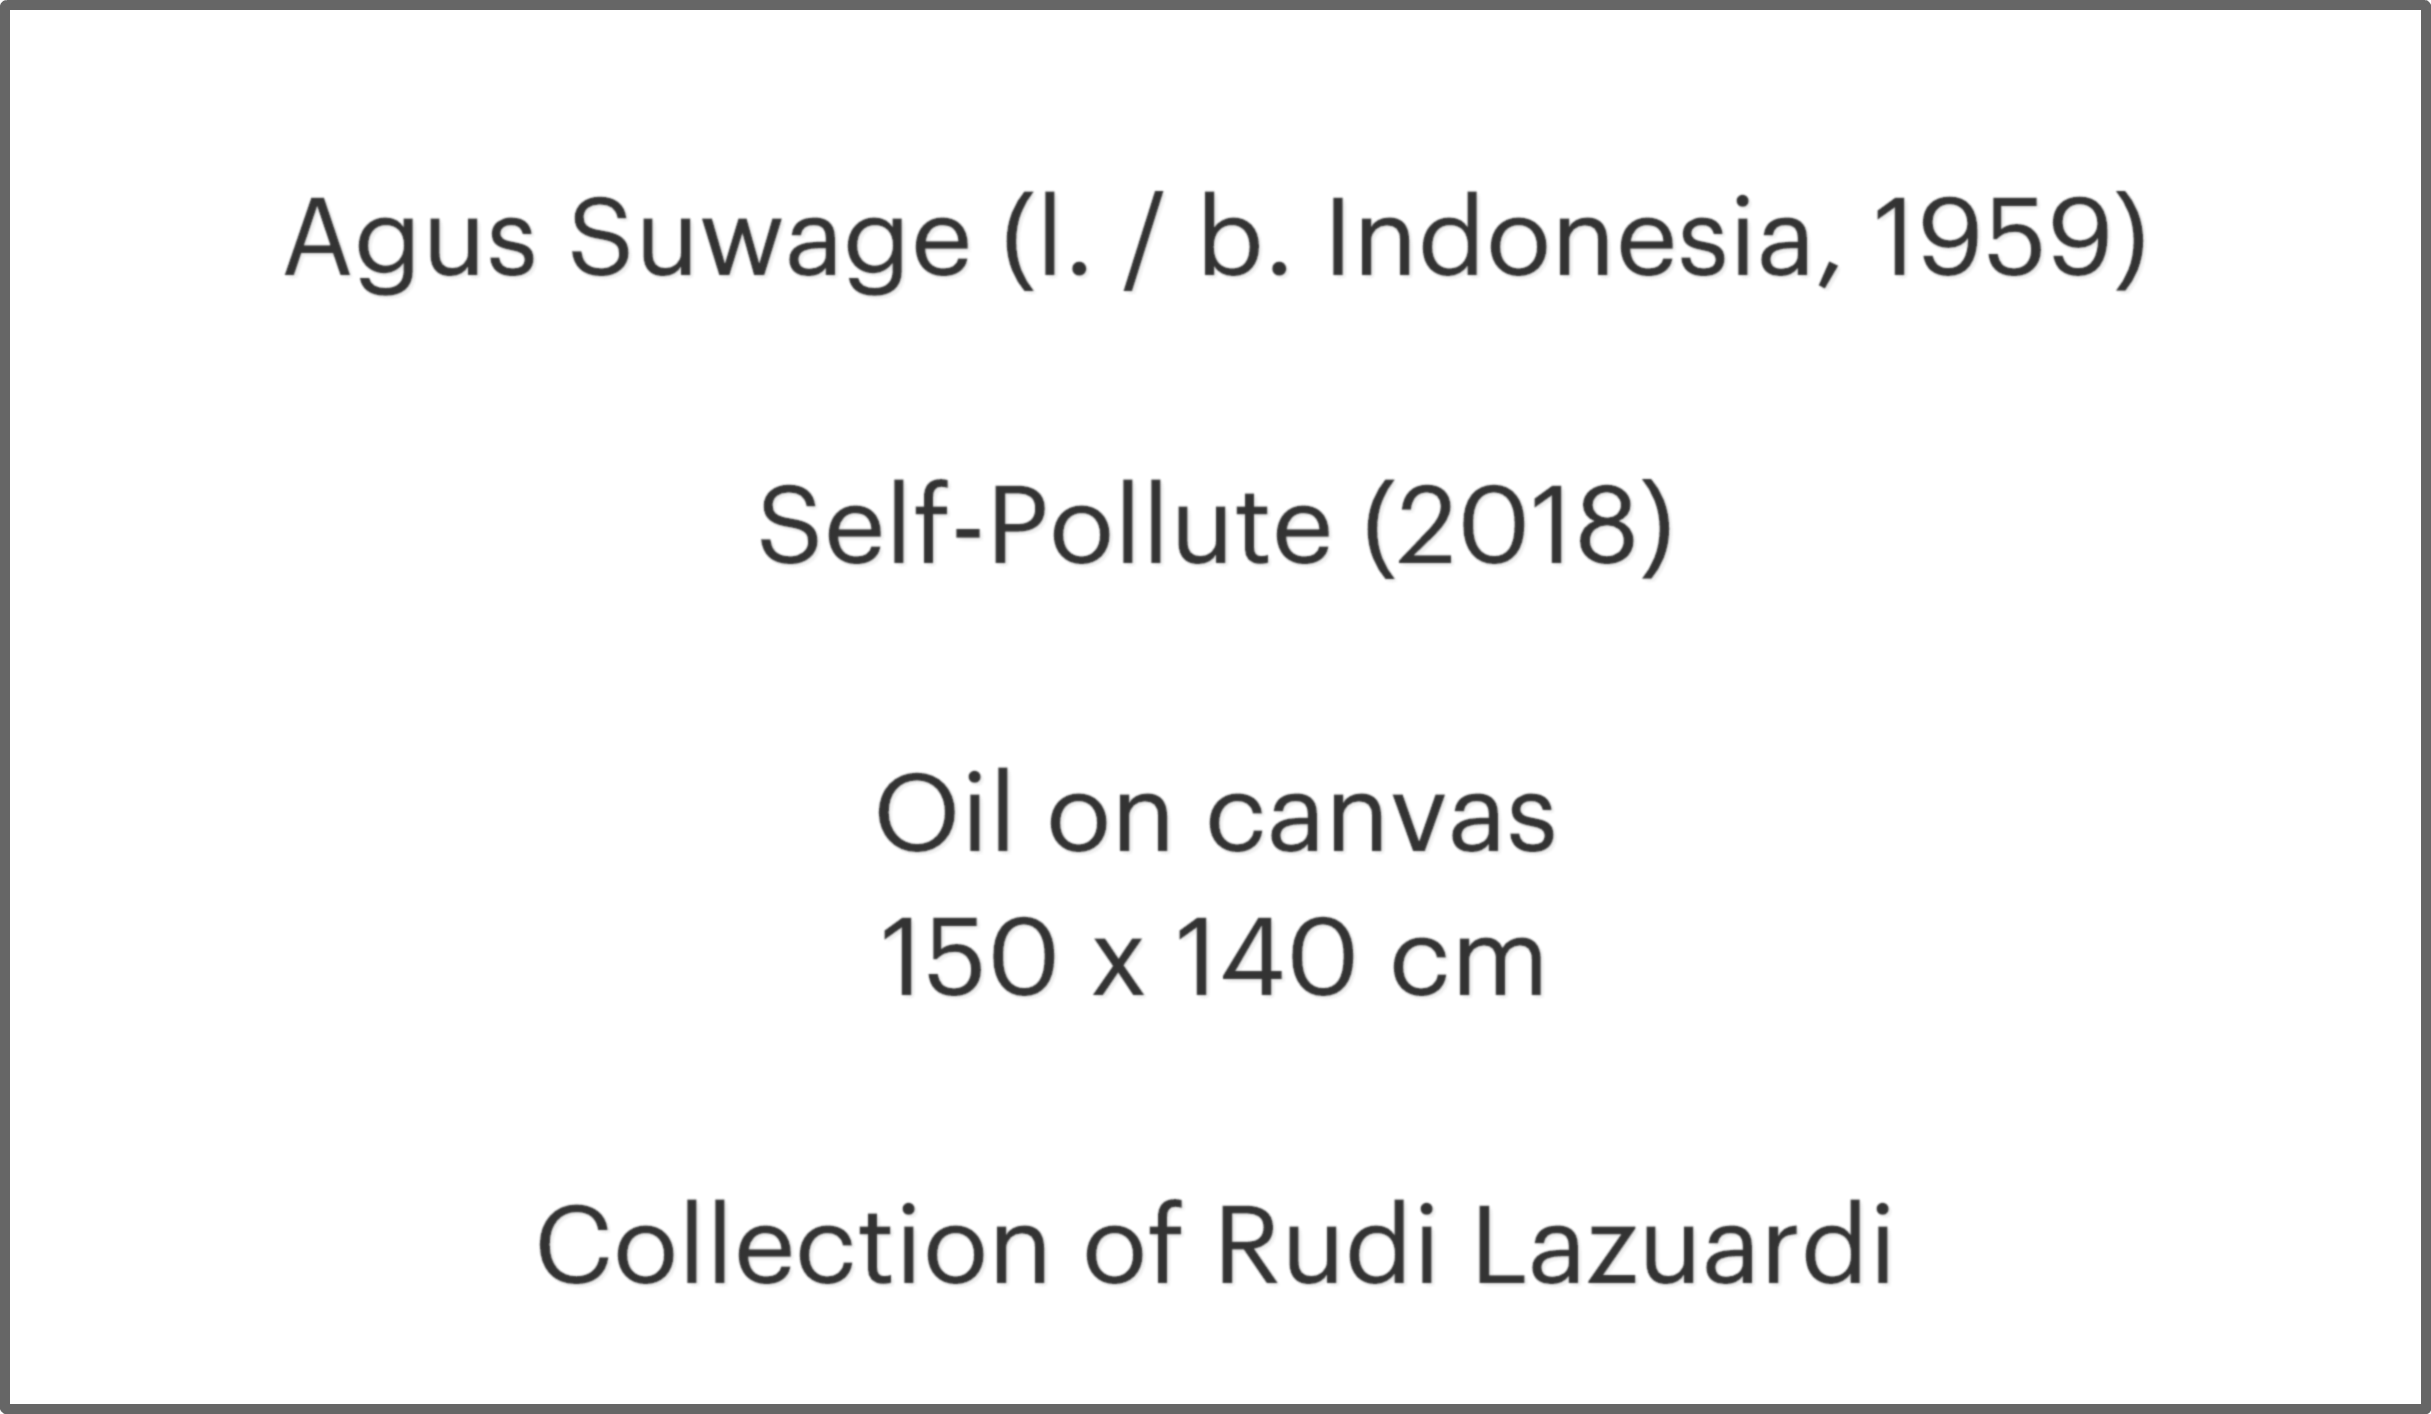 Agus Suwage (l. / b. Indonesia, 1959)
Self-Pollute (2018)
Oil on canvas
150 x 140 cm
Collection of Rudi Lazuardi